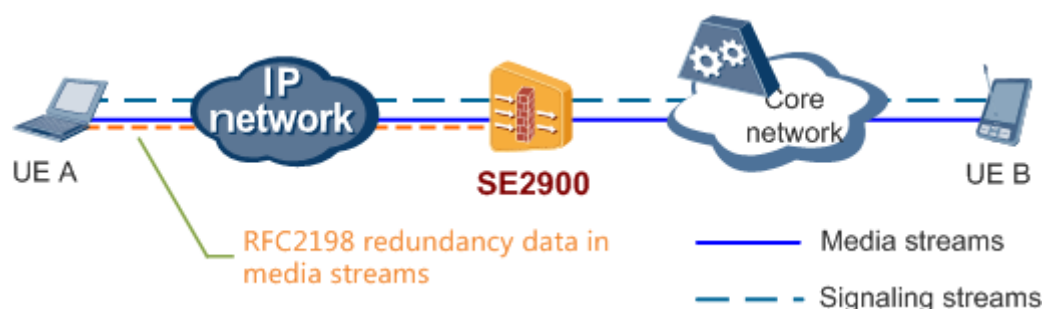 IP
network
Core
network
UE A
SE2900
UE B
RFC2198 redundancy data in
media streams
Media streams
Signaling streams